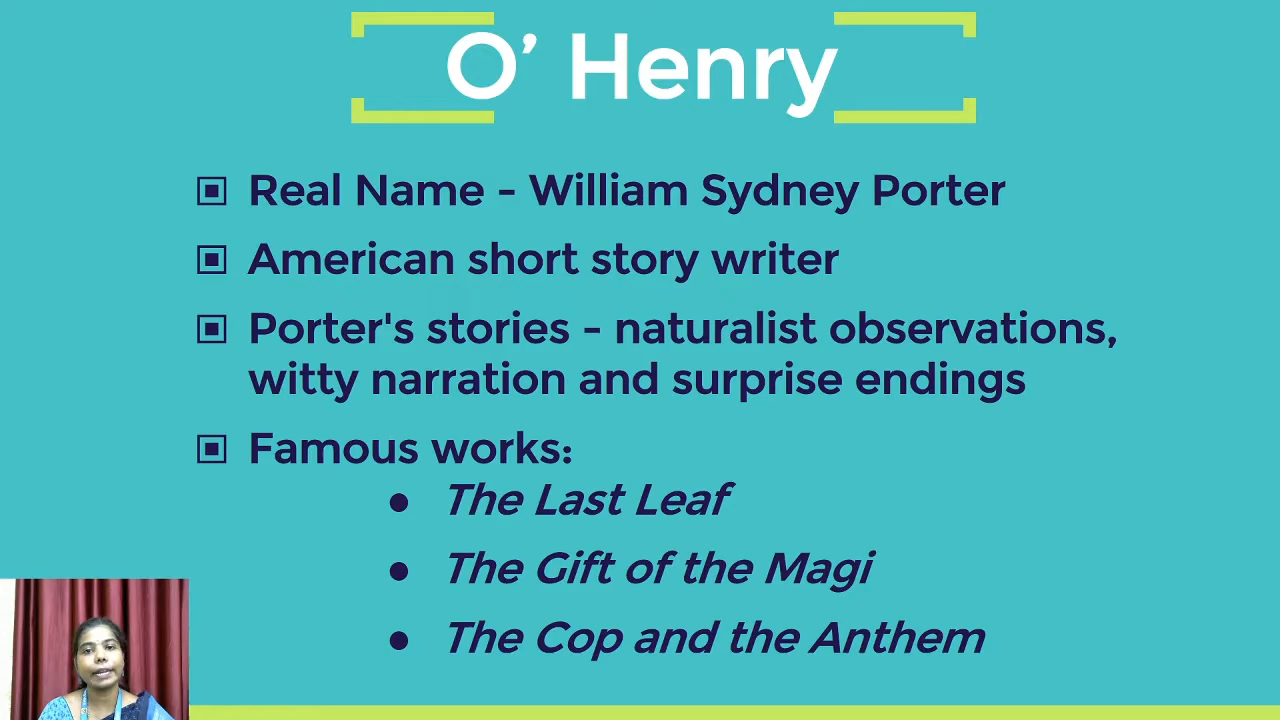 O’ Henry
Real Name - William Sydney Porter
American short story writer
Porter's stories - naturalist observations,
witty narration and surprise endings
Famous works:
The Last Leaf
The Gift of the Magi
The Cop and the Anthem